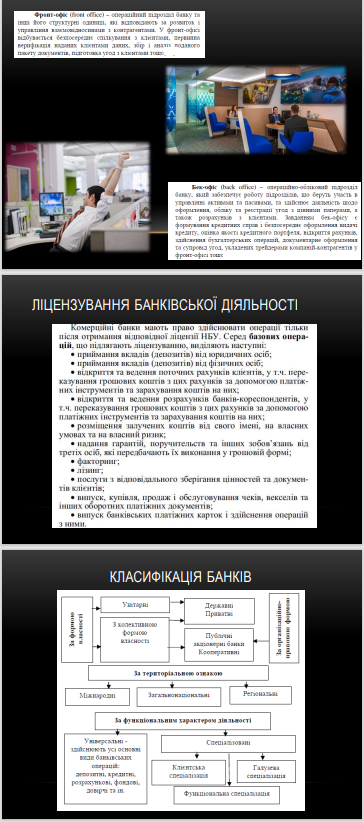 Фронт-офіс (front office) – операційний підрозділ банку та
інші його структурні одиниці, які відповідають за розвиток і
управління взаємовідносинами з контрагентами. У фронт-офісі
відбувається безпосереднє спілкування з клієнтами, первинна
верифікація наданих клієнтами даних, збір і аналіз поданого
пакету документів, підготовка угод з клієнтами тощо.
Бек-офіс (back office) – операційно-обліковий підрозділ
банку, який забезпечує роботу підрозділів, що беруть участь в
управлінні активами та пасивами, та здійснює діяльність щодо
оформлення, обліку та реєстрації угод з цінними паперами, а
також розрахунків з клієнтами. Завданням бек-офісу є
формування кредитних справ і безпосереднє оформлення видачі
кредиту, оцінка якості кредитного портфеля, відкриття рахунків,
здійснення бухгалтерських операцій, документарне оформлення
та супровід угод, укладених трейдерами компаній-контрагентів у
фронт-офісі тощо
ЛІЦЕНЗУВАННЯ БАНКІВСЬКОЇ ДІЯЛЬНОСТІ
Комерційні банки мають право здійснювати операції тільки
після отримання відповідної ліцензії НБУ. Серед базових опера-
цій, що підлягають ліцензуванню, виділяють наступні:
• приймання вкладів (депозитів) від юридичних осіб;
• приймання вкладів (депозитів) від фізичних осіб;
• відкриття та ведення поточних рахунків клієнтів, у т.ч. пере-
казування грошових коштів з цих рахунків за допомогою платіж-
них інструментів та зарахування коштів на них;
• відкриття та ведення розрахунків банків-кореспондентів, у
т.ч. переказування грошових коштів з цих рахунків за допомогою
платіжних інструментів та зарахування коштів на них;
• розміщення залучених коштів від свого імені, на власних
умовах та на власний ризик;
• надання гарантій, поручительств та інших зобов'язань від
третіх осіб, які передбачають їх виконання у грошовій формі;
• факторинг;
• лізинг;
• послуги з відповідального зберігання цінностей та докумен-
тів клієнтів;
• випуск, купівля, продаж і обслуговування чеків, векселів та
інших оборотних платіжних документів;
• випуск банківських платіжних карток і здійснення операцій
з ними.
КЛАСИФІКАЦІЯ БАНКІВ
За формою
власності
Унітарні
З колективною
формою
власності
Державні
Приватні
Публічні
акціонерні банки
Кооперативні
За організаційно-
правовою формою
За територіальною ознакою
Міжнародні
Загальнонаціональні
Регіональні
За функціональним характером діяльності
Універсальні -
здійснюють усі основні
види банківських
операцій:
депозитні, кредитні,
розрахункові, фондові,
довірчі та ін.
Спеціалізовані
Клієнтська
спеціалізація
Галузева
спеціалізація
Функціональна спеціалізація